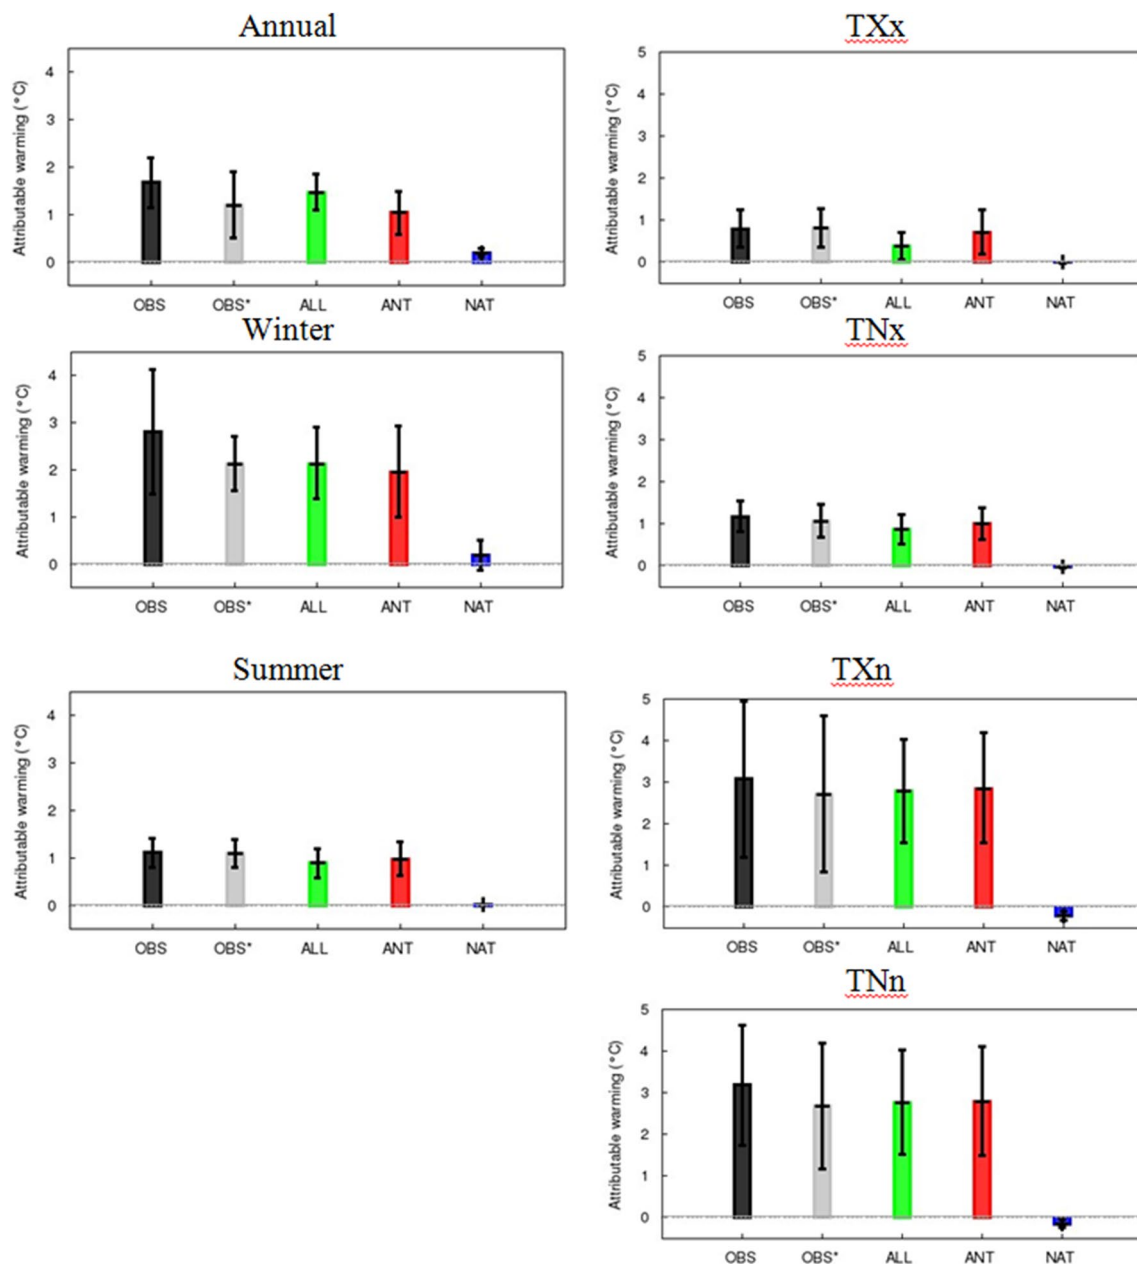 Annual
Attributable warming (°C)
4
3
2
1
0
OBS OBS* ALL ANT NAT
Winter
Attributable warming (°C)
4
3
2
1
0
OBS OBS* ALL ANT NAT
Summer
Attributable warming (°C)
4
3
2
1
0
OBS OBS* ALL ANT NAT
TXx
Attributable warming (°C)
5
4
3
2
1
0
OBS OBS* ALL ANT NAT
TNx
Attributable warming (°C)
5
4
3
2
1
0
OBS OBS* ALL ANT NAT
TXn
Attributable warming (°C)
5
4
3
2
1
0
OBS OBS* ALL ANT NAT
TNn
Attributable warming (°C)
5
4
3
2
1
0
OBS OBS* ALL ANT NAT